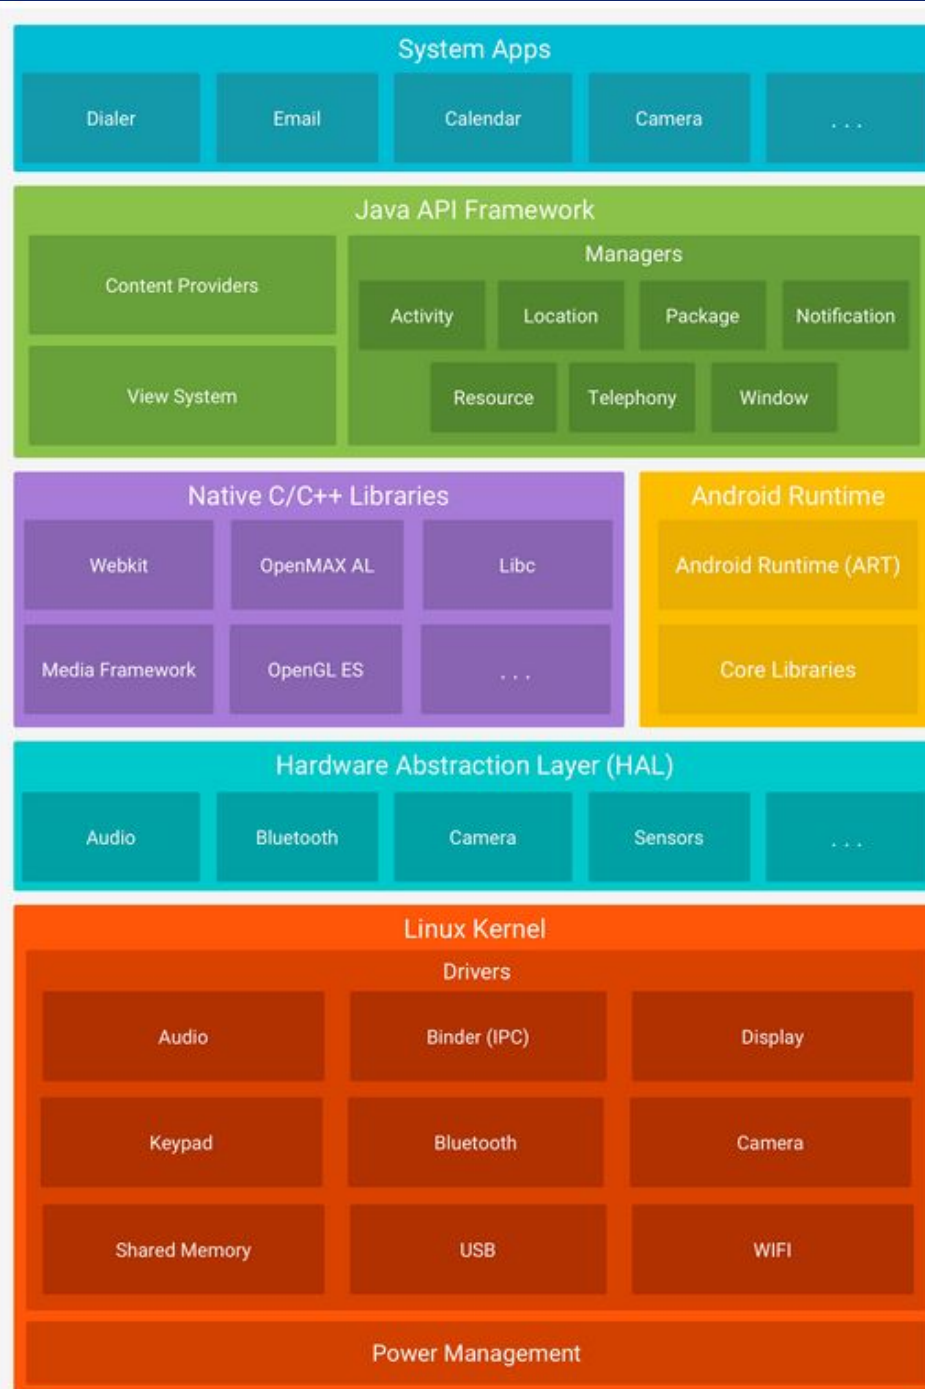 System Apps
Dialer Email Calendar Camera . . .
Java API Framework
Content Providers
View System
Managers
Activity Location Package Notification
Resource Telephony Window
Native C/C++ Libraries
Webkit OpenMAX AL Libc
Media Framework OpenGL ES . . .
Android Runtime
Android Runtime (ART)
Core Libraries
Hardware Abstraction Layer (HAL)
Audio Bluetooth Camera Sensors . . .
Linux Kernel
Drivers
Audio Binder (IPC) Display
Keypad Bluetooth Camera
Shared Memory USB WIFI
Power Management